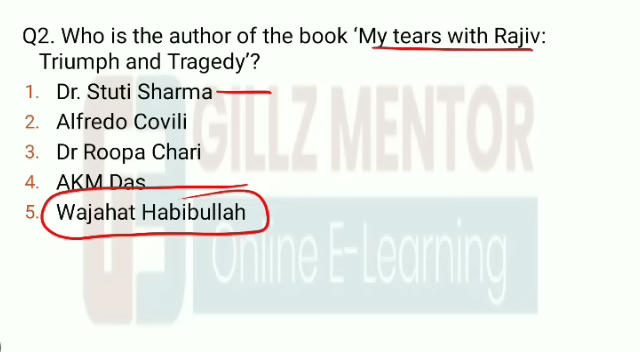 Q2. Who is the author of the book ‘My tears with Rajiv:
Triumph and Tragedy’?
1. Dr. Stuti Sharma
2. Alfredo Covili
3. Dr Roopa Chari
4. AKM Das
5. Wajahat Habibullah
GILLZ MENTOR
Online E-Learning